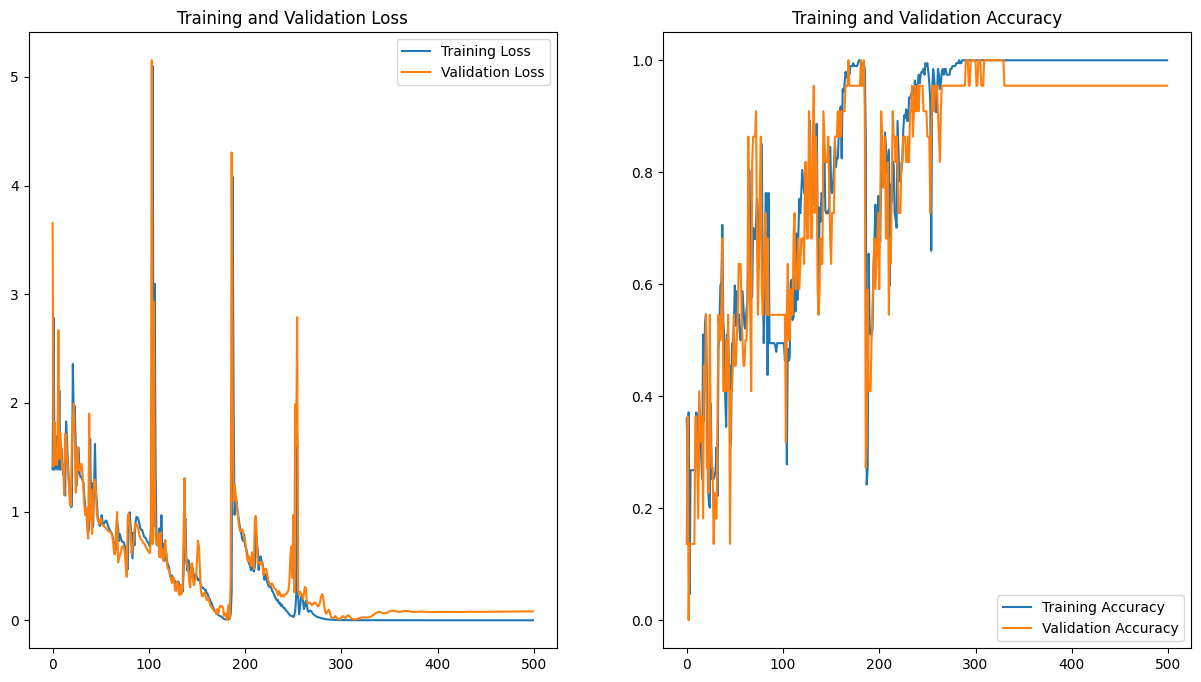 Training and Validation Loss
Training Loss
Validation Loss
5
4
3
2
1
0
0 100 200 300 400 500
Training and Validation Accuracy
1.0
0.8
0.6
0.4
0.2
0.0
Training Accuracy
Validation Accuracy
0 100 200 300 400 500